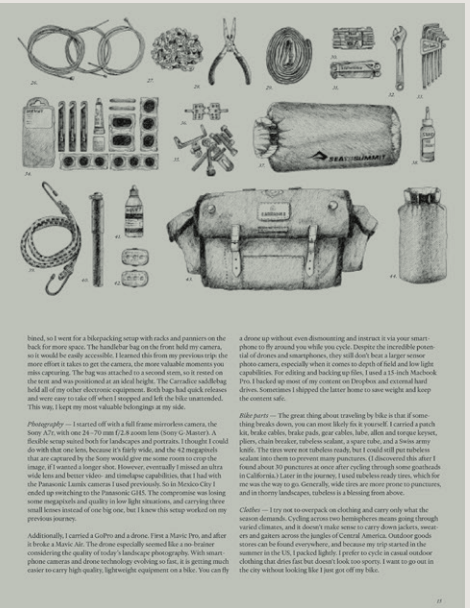 26.
27.
28.
29.
30.
31.
32.
33.
34.
35.
36.
37.
SEA TO SUMMIT
38.
39.
40.
41.
42.
43.
44.
bined, so I went for a bikepacking setup with racks and panniers on the
back for more space. The handlebar bag on the front held my camera,
so it would be easily accessible. I learned this from my previous trip: the
more effort it takes to get the camera, the more valuable moments you
miss capturing. The bag was attached to a second stem, so it rested on
the tent and was positioned at an ideal height. The Carradice saddlebag
held all of my other electronic equipment. Both bags had quick releases
and were easy to take off when I stopped and left the bike unattended.
This way, I kept my most valuable belongings at my side.
Photography — I started off with a full frame mirrorless camera, the
Sony A7r, with one 24–70 mm f/2.8 zoom lens (Sony G-Master). A
flexible setup suited both for landscapes and portraits. I thought I could
do with that one lens, because it's fairly wide, and the 42 megapixels
that are captured by the Sony would give me some room to crop the
image, if I wanted a longer shot. However, eventually I missed an ultra
wide lens and better video- and timelapse capabilities, that I had with
the Panasonic Lumix cameras I used previously. So in Mexico City I
ended up switching to the Panasonic GH5. The compromise was losing
some megapixels and quality in low light situations, and carrying three
small lenses instead of one big one, but I knew this setup worked on my
previous journey.
Additionally, I carried a GoPro and a drone. First a Mavic Pro, and after
it broke a Mavic Air. The drone especially seemed like a no-brainer
considering the quality of today's landscape photography. With smart-
phone-cameras and drone technology evolving so fast, it is getting much
easier to carry high quality, lightweight equipment on a bike. You can fly
a drone up without even dismounting and instruct it via your smart-
phone to fly around you while you cycle. Despite the incredible poten-
tial of drones and smartphones, they still don't beat a larger sensor
photo-camera, especially when it comes to depth of field and low light
capabilities. For editing and backing up files, I used a 15-inch Macbook
Pro. I backed up most of my content on Dropbox and external hard
drives. Sometimes I shipped the latter home to save weight and keep
the content safe.
Bike parts — The great thing about traveling by bike is that if some-
thing breaks down, you can most likely fix it yourself. I carried a patch
kit, brake cables, brake pads, gear cables, lube, allen and torque keyset,
pliers, chain breaker, tubeless sealant, a spare tube, and a Swiss army
knife. The tires were not tubeless ready, but I could still put tubeless
sealant into them to prevent many punctures. (I discovered this after I
found about 30 punctures at once after cycling through some goatheads
in California.) Later in the journey, I used tubeless ready tires, which for
me was the way to go. Generally, wide tires are more prone to punctures,
and in thorny landscapes, tubeless is a blessing from above.
Clothes — I try not to overpack on clothing and carry only what the
season demands. Cycling across two hemispheres means going through
varied climates, and it doesn't make sense to carry down jackets, sweat-
ers and gaiters across the jungles of Central America. Outdoor goods
stores can be found everywhere, and because my trip started in the
summer in the US, I packed lightly. I prefer to cycle in casual outdoor
clothing that dries fast but doesn't look too sporty. I want to go out in
the city without looking like I just got off my bike.